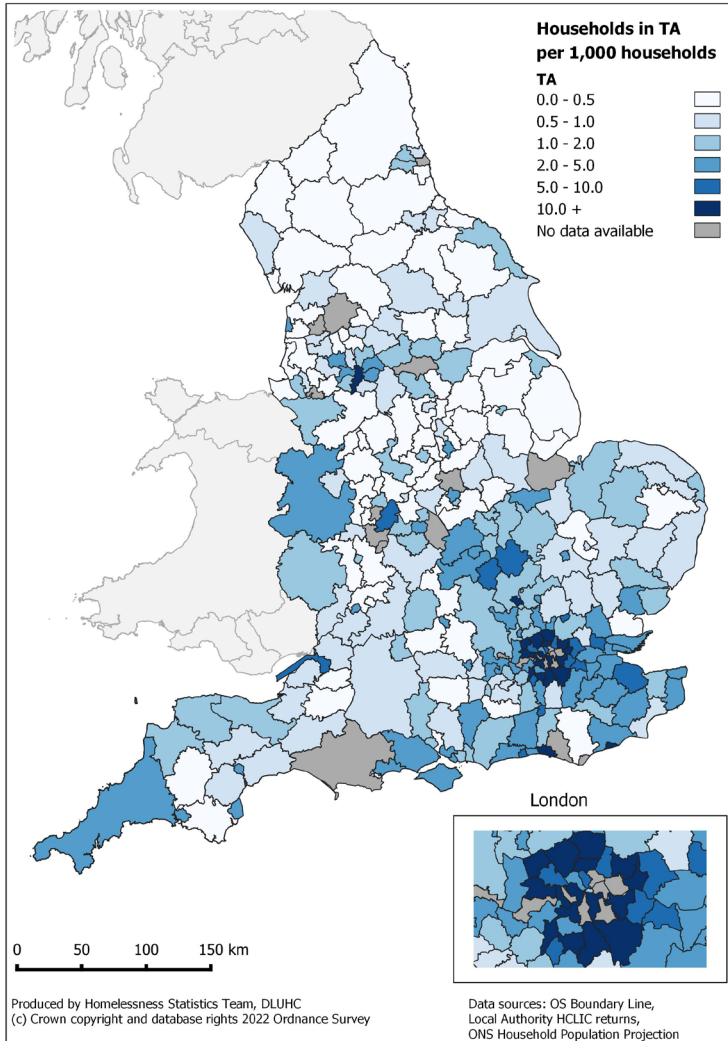 Households in TA
per 1,000 households
TA
0.0 - 0.5
0.5 - 1.0
1.0 - 2.0
2.0 - 5.0
5.0 - 10.0
10.0 +
No data available
London
0 50 100 150 km
Produced by Homelessness Statistics Team, DLUHC
(c) Crown copyright and database rights 2022 Ordnance Survey
Data sources: OS Boundary Line,
Local Authority HCLIC returns,
ONS Household Population Projection